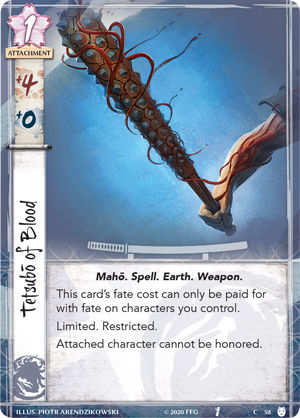 1
ATTACHMENT
+4
+0
Tetsubō of Blood
Mahō. Spell. Earth. Weapon.
This card's fate cost can only be paid for
with fate on characters you control.
Limited. Restricted.
Attached character cannot be honored.
ILLUS. PIOTR ARENDZIKOWSKI © 2020 FFG C 58